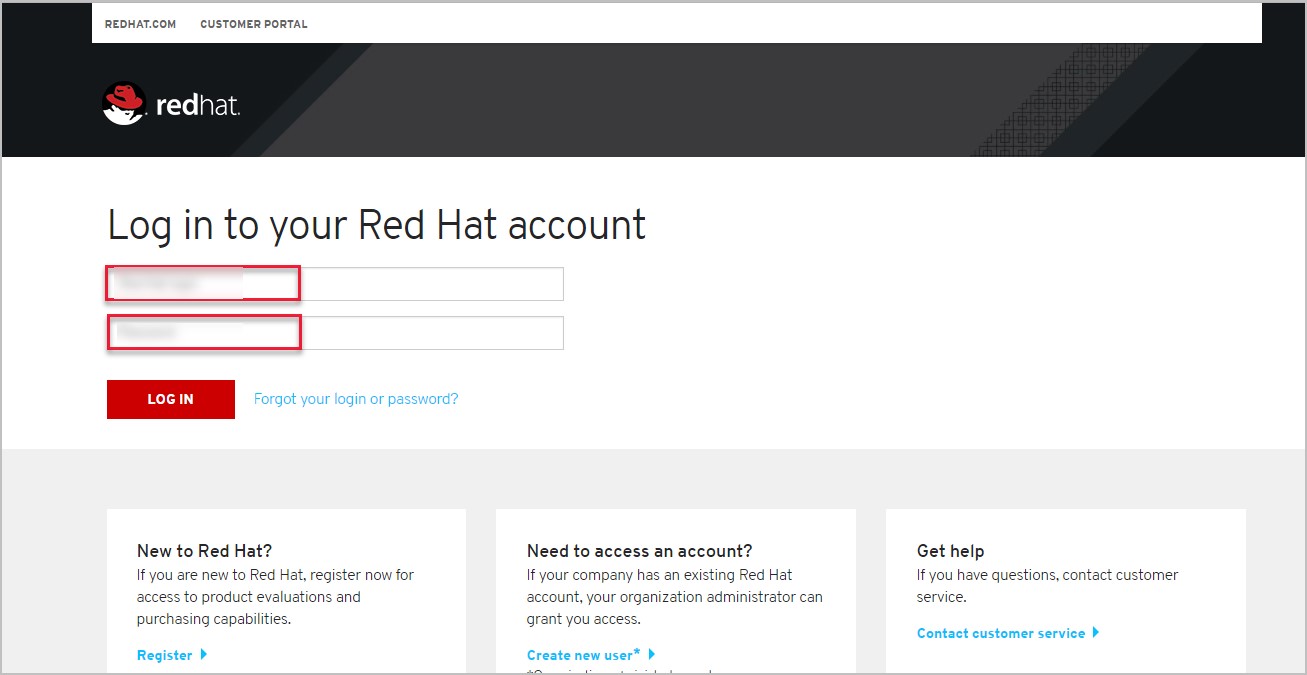 REDHAT.COM CUSTOMER PORTAL
redhat.
Log in to your Red Hat account
LOG IN Forgot your login or password?
New to Red Hat?
If you are new to Red Hat, register now for
access to product evaluations and
purchasing capabilities.
Register
Need to access an account?
If your company has an existing Red Hat
account, your organization administrator can
grant you access.
Create new user*
Get help
If you have questions, contact customer
service.
Contact customer service